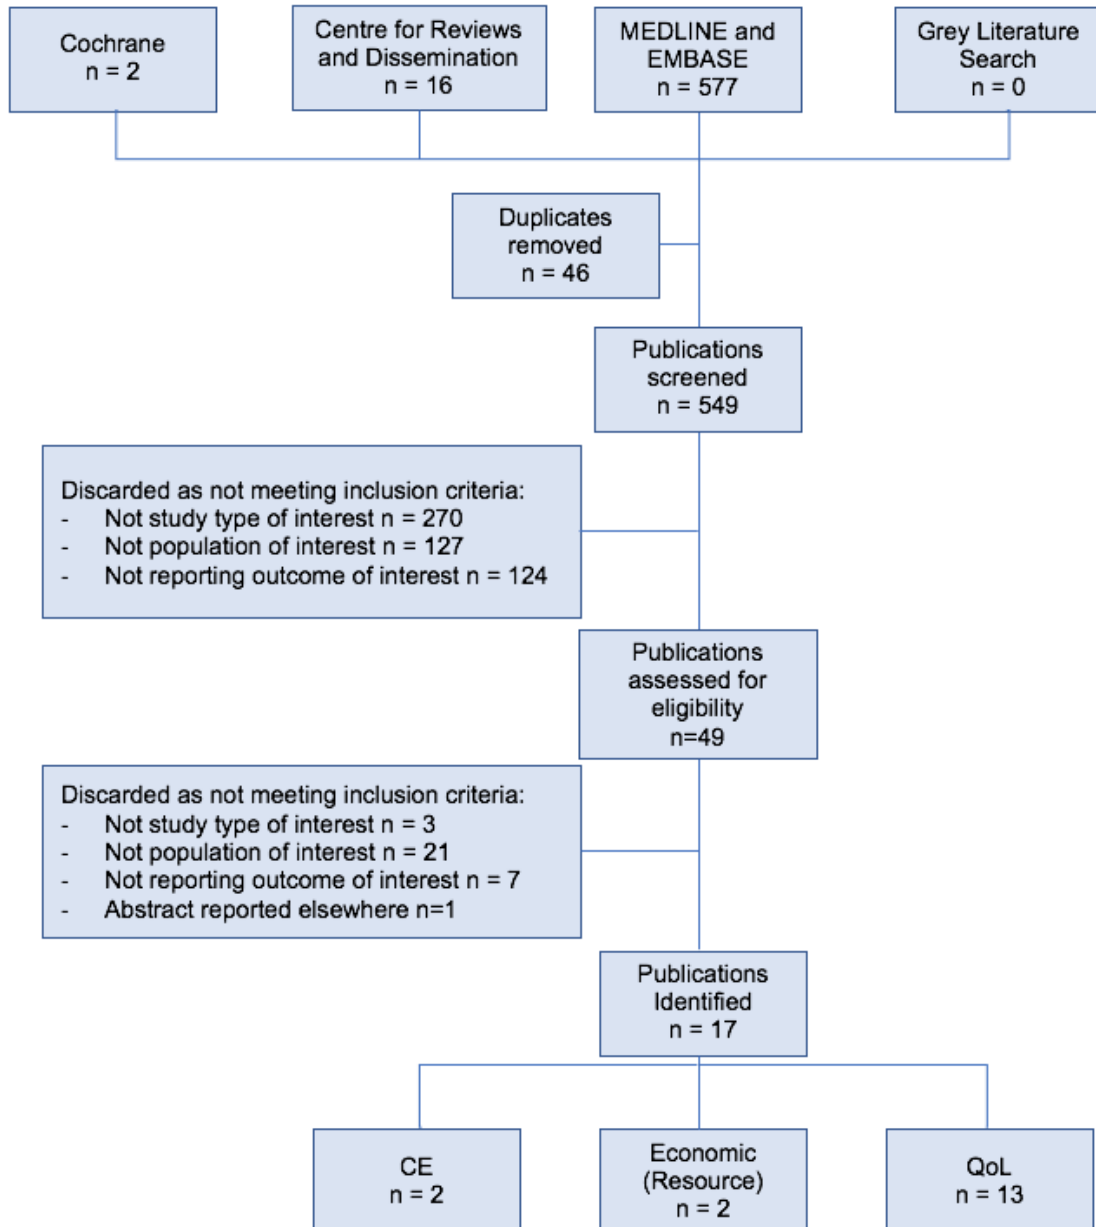 Cochrane
n = 2
Centre for Reviews
and Dissemination
n = 16
MEDLINE and
EMBASE
n = 577
Grey Literature
Search
n = 0
Duplicates
removed
n = 46
Publications
screened
n = 549
Discarded as not meeting inclusion criteria:
- Not study type of interest n = 270
- Not population of interest n = 127
- Not reporting outcome of interest n = 124
Publications
assessed for
eligibility
n=49
Discarded as not meeting inclusion criteria:
- Not study type of interest n = 3
- Not population of interest n = 21
- Not reporting outcome of interest n = 7
- Abstract reported elsewhere n=1
Publications
Identified
n = 17
CE
n = 2
Economic
(Resource)
n = 2
QoL
n = 13